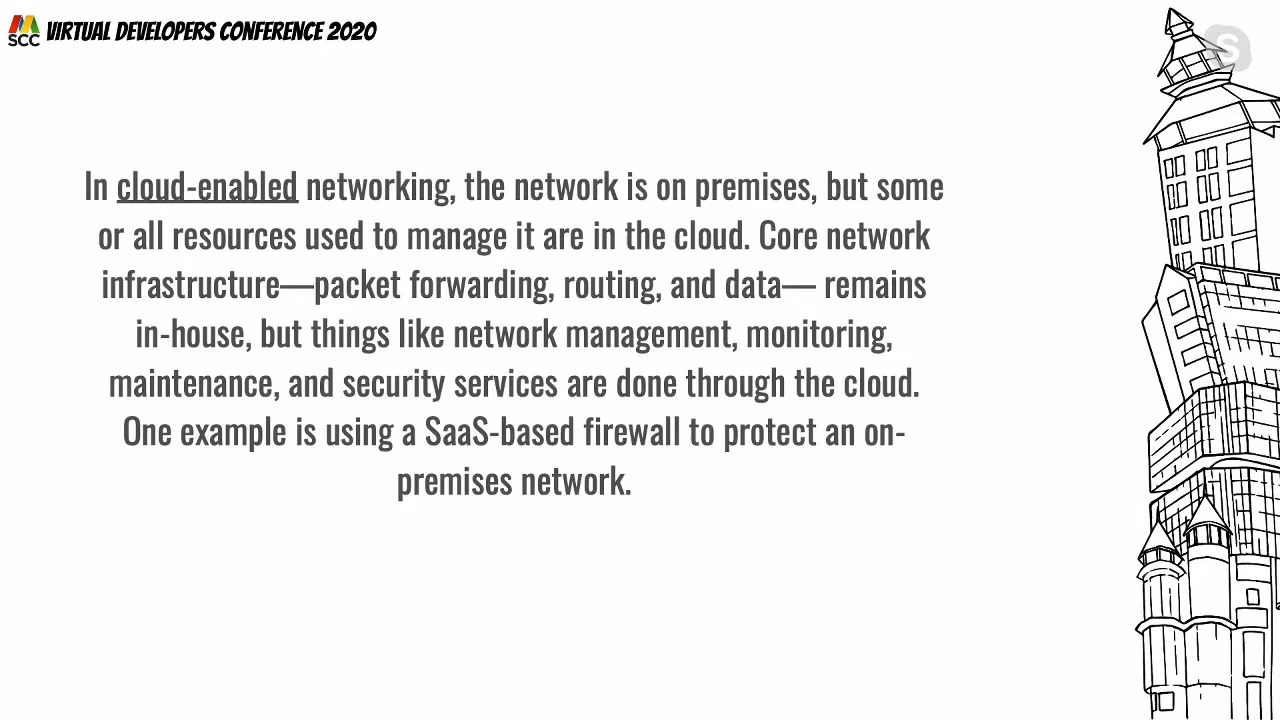 SCC VIRTUAL DEVELOPERS CONFERENCE 2020
S
In cloud-enabled networking, the network is on premises, but some
or all resources used to manage it are in the cloud. Core network
infrastructure—packet forwarding, routing, and data— remains
in-house, but things like network management, monitoring,
maintenance, and security services are done through the cloud.
One example is using a SaaS-based firewall to protect an on-
premises network.